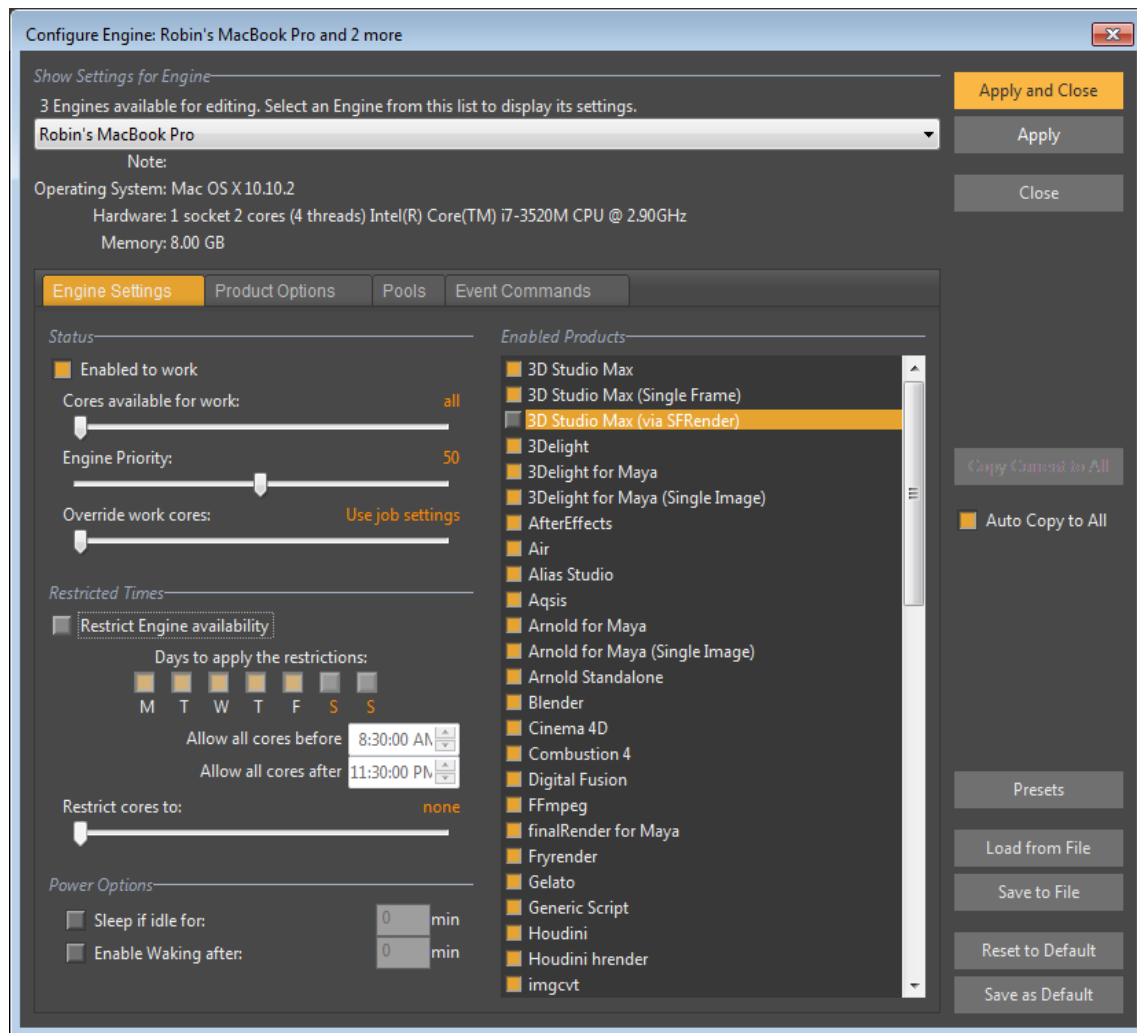 Configure Engine: Robin's MacBook Pro and 2 more
Show Settings for Engine
3 Engines available for editing. Select an Engine from this list to display its settings.
Robin's MacBook Pro
Note:
Operating System: Mac OS X 10.10.2
Hardware: 1 socket 2 cores (4 threads) Intel(R) Core(TM) i7-3520M CPU @ 2.90GHz
Memory: 8.00 GB
Apply and Close
Apply
Close
Engine Settings Product Options Pools Event Commands
Status
Enabled to work
Cores available for work: all
Engine Priority: 50
Override work cores: Use job settings
Restricted Times
Restrict Engine availability
Days to apply the restrictions:
M T W T F S S
Allow all cores before 8:30:00 AM
Allow all cores after 11:30:00 PM
Restrict cores to: none
Power Options
Sleep if idle for: 0 min
Enable Waking after: 0 min
Enabled Products
3D Studio Max
3D Studio Max (Single Frame)
3D Studio Max (via SFRender)
3Delight
3Delight for Maya
3Delight for Maya (Single Image)
AfterEffects
Air
Alias Studio
Aqsis
Arnold for Maya
Arnold for Maya (Single Image)
Arnold Standalone
Blender
Cinema 4D
Combustion 4
Digital Fusion
FFmpeg
finalRender for Maya
Fryrender
Gelato
Generic Script
Houdini
Houdini hrender
imgcvt
Copy Current to All
Auto Copy to All
Presets
Load from File
Save to File
Reset to Default
Save as Default